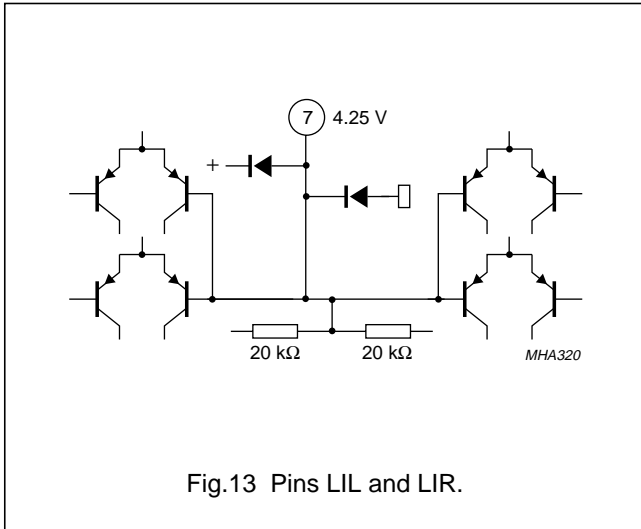 7 4.25 V
+
20 kΩ 20 kΩ
MHA320
Fig.13 Pins LIL and LIR.